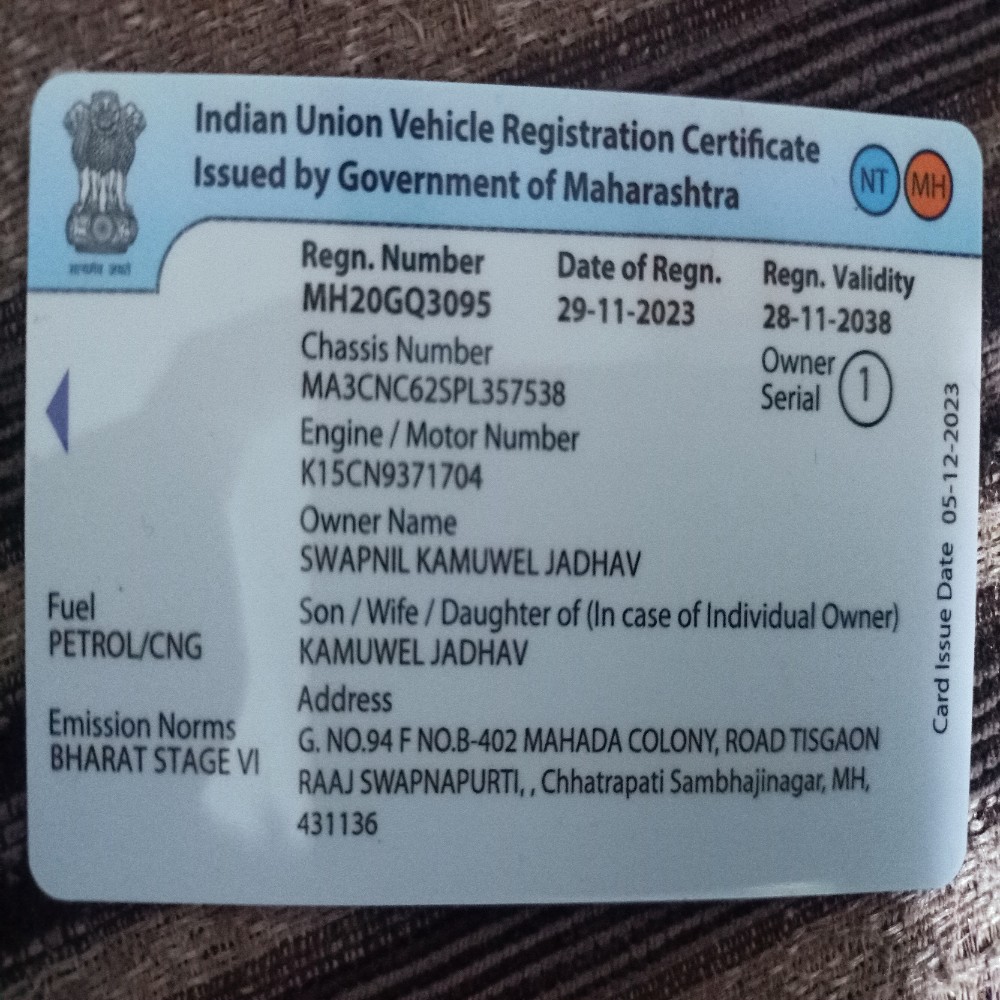 Indian Union Vehicle Registration Certificate
Issued by Government of Maharashtra
NT MH
सत्यमेव जयते
Regn. Number Date of Regn. Regn. Validity
MH20GQ3095 29-11-2023 28-11-2038
Chassis Number
MA3CNC62SPL357538
Owner
Serial 1
Engine / Motor Number
K15CN9371704
Owner Name
SWAPNIL KAMUWEL JADHAV
Fuel
PETROL/CNG
Son / Wife / Daughter of (In case of Individual Owner)
KAMUWEL JADHAV
Emission Norms
BHARAT STAGE VI
Address
G. NO.94 F NO.B-402 MAHADA COLONY, ROAD TISGAON
RAAJ SWAPNAPURTI, , Chhatrapati Sambhajinagar, MH,
431136
Card Issue Date 05-12-2023